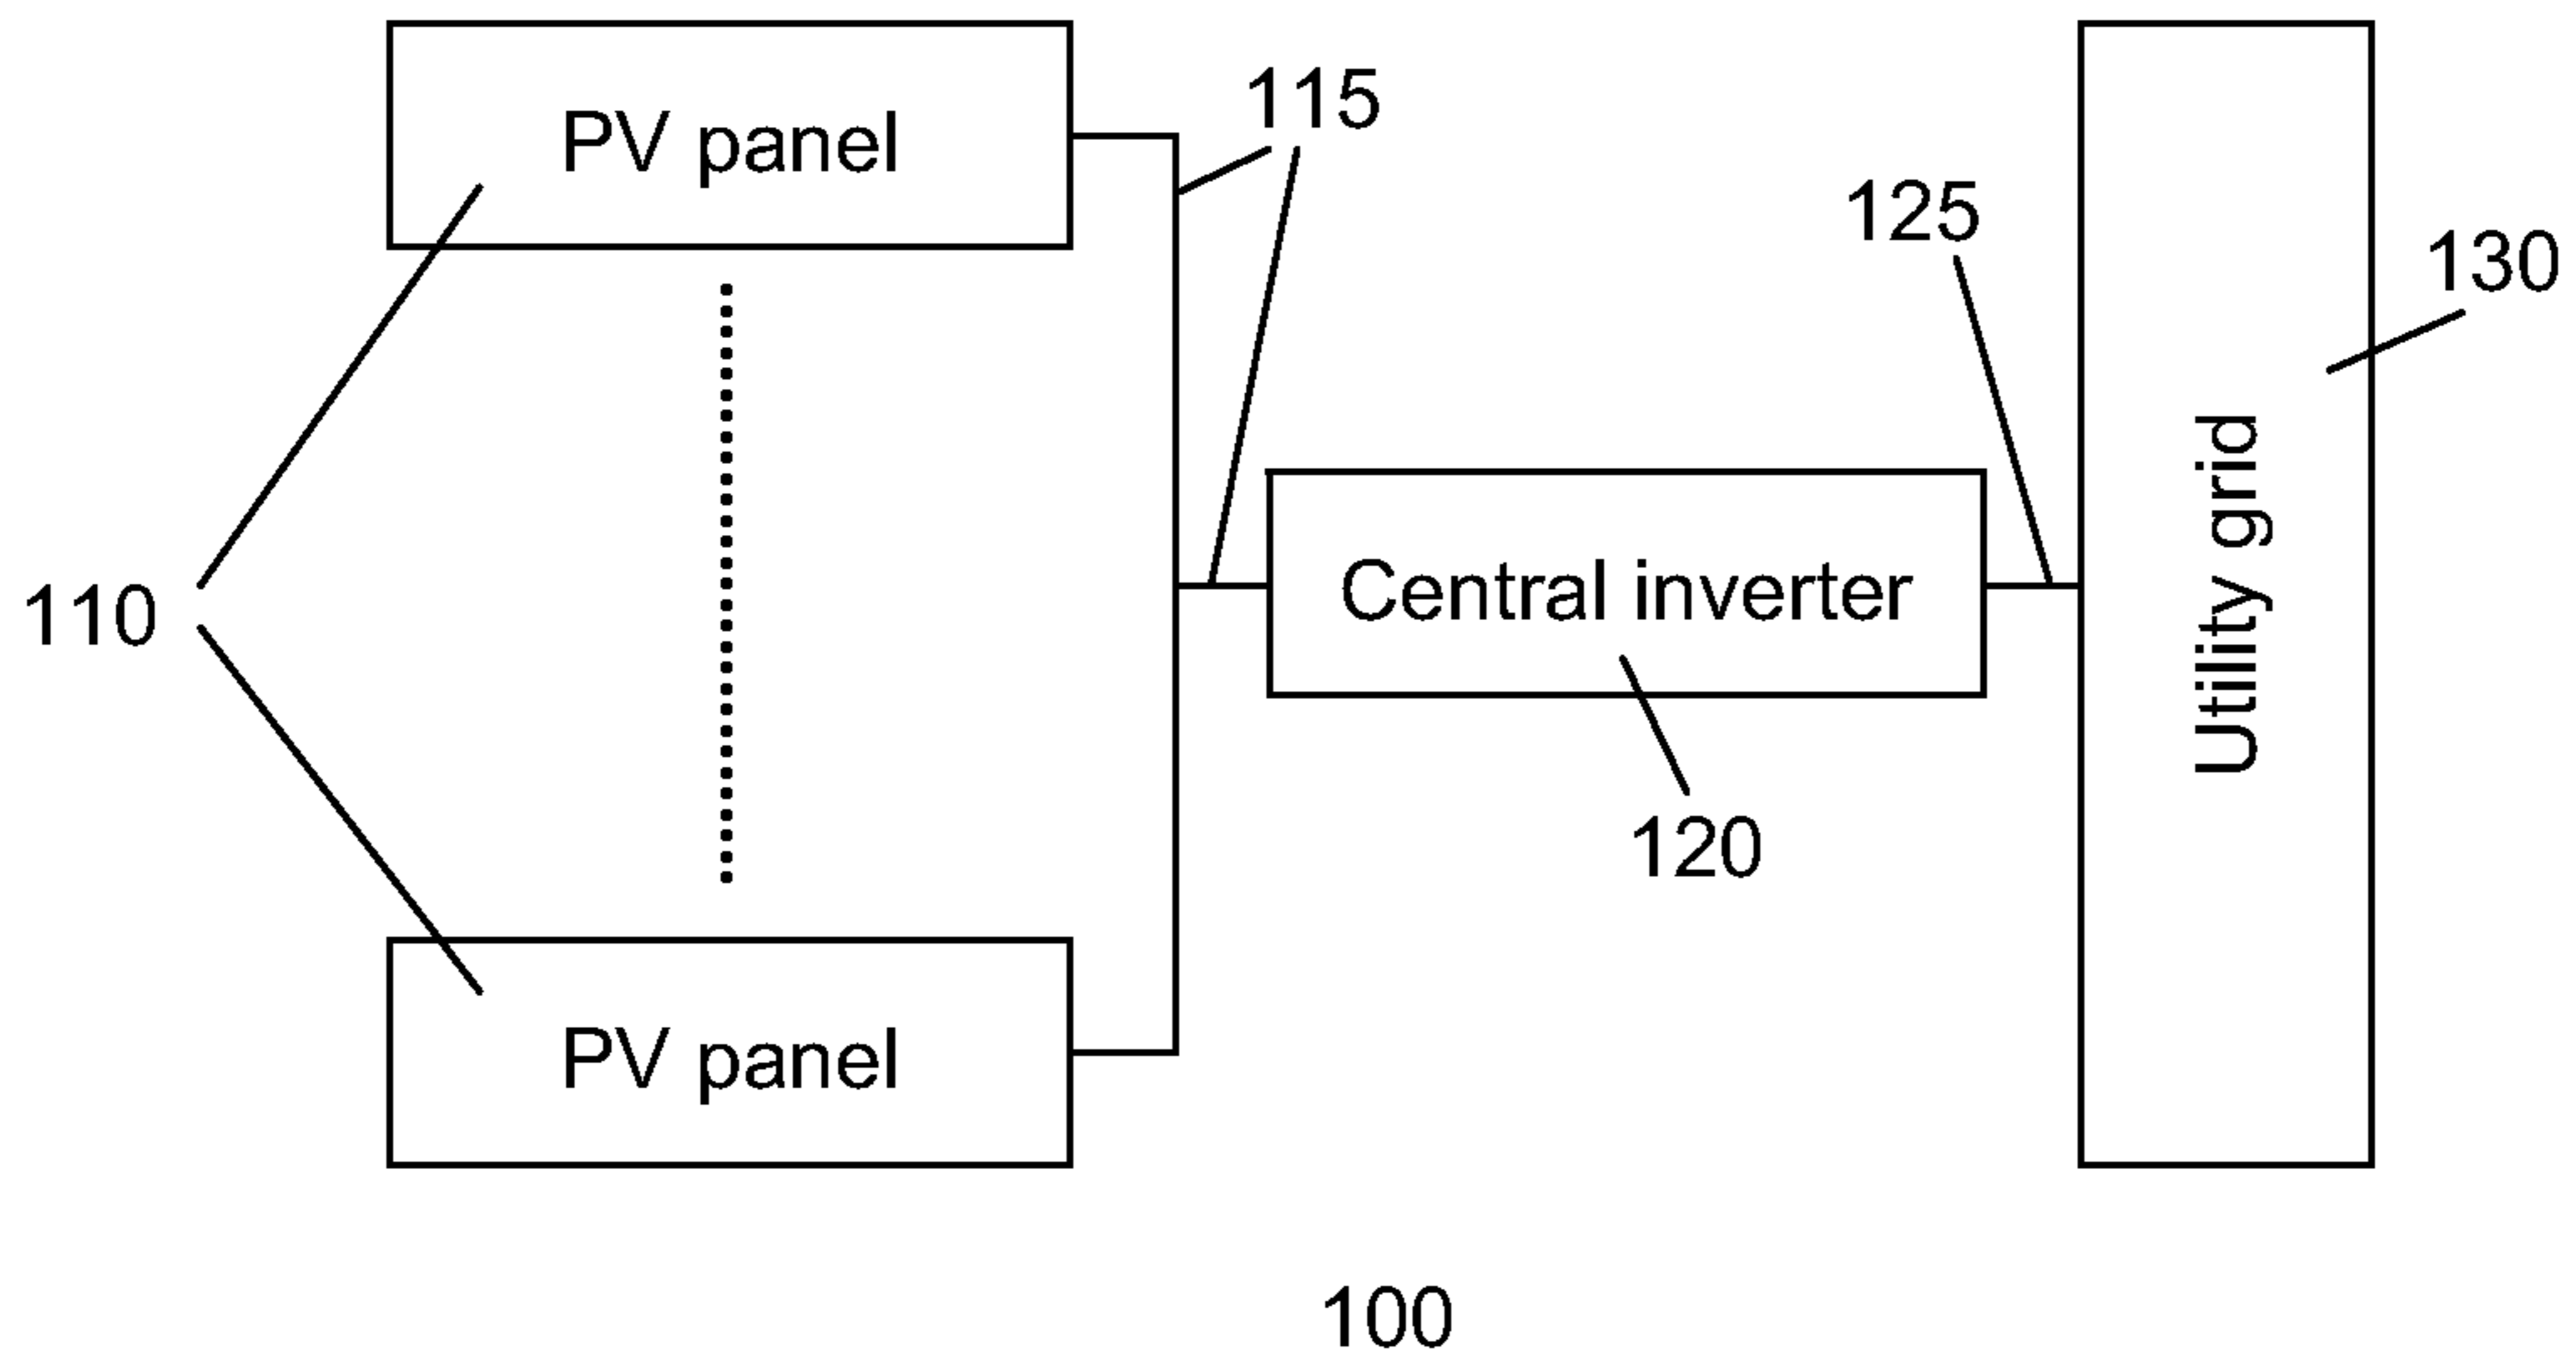 PV panel
115
125
130
110
Central inverter
Utility grid
120
PV panel
100